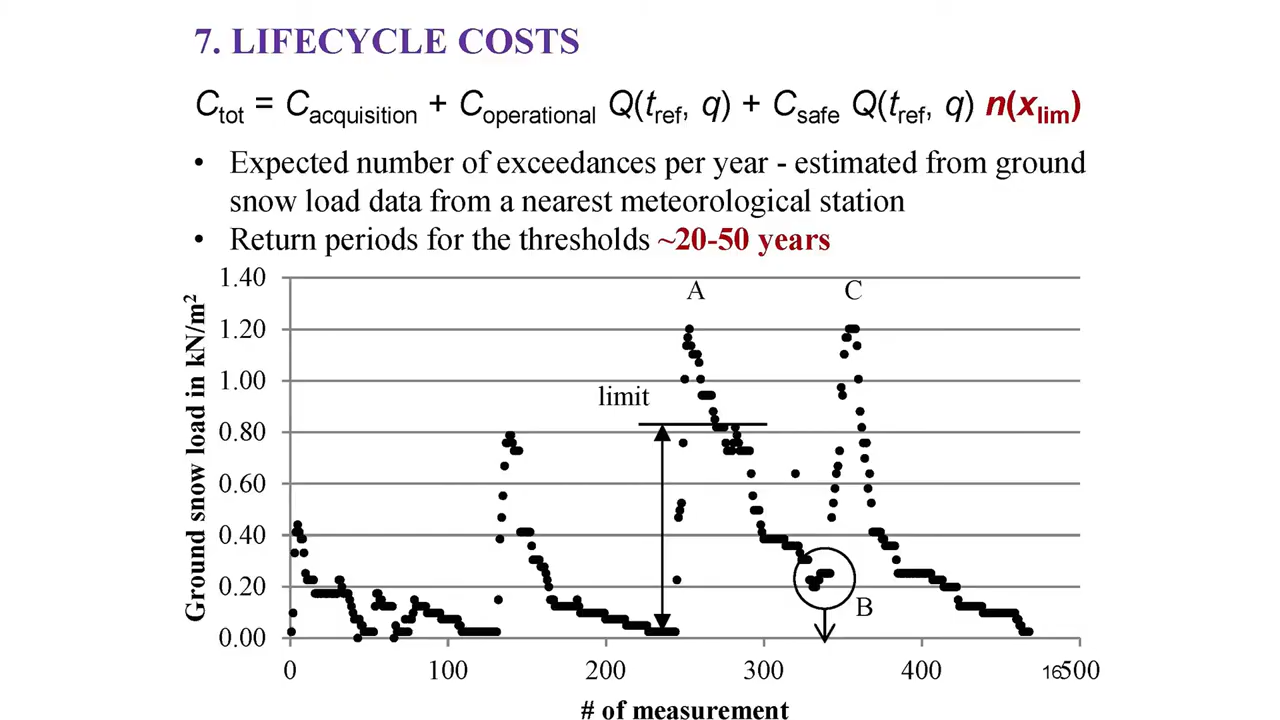 7. LIFECYCLE COSTS
Ctot = Cacquisition + Coperational Q(tref, q) + Csafe Q(tref, q) n(xlim)
• Expected number of exceedances per year - estimated from ground
snow load data from a nearest meteorological station
• Return periods for the thresholds ~20-50 years
Ground snow load in kN/m²
1.40
1.20
1.00
0.80
0.60
0.40
0.20
0.00
A
C
limit
B
0
100
200
300
400
500
16
# of measurement